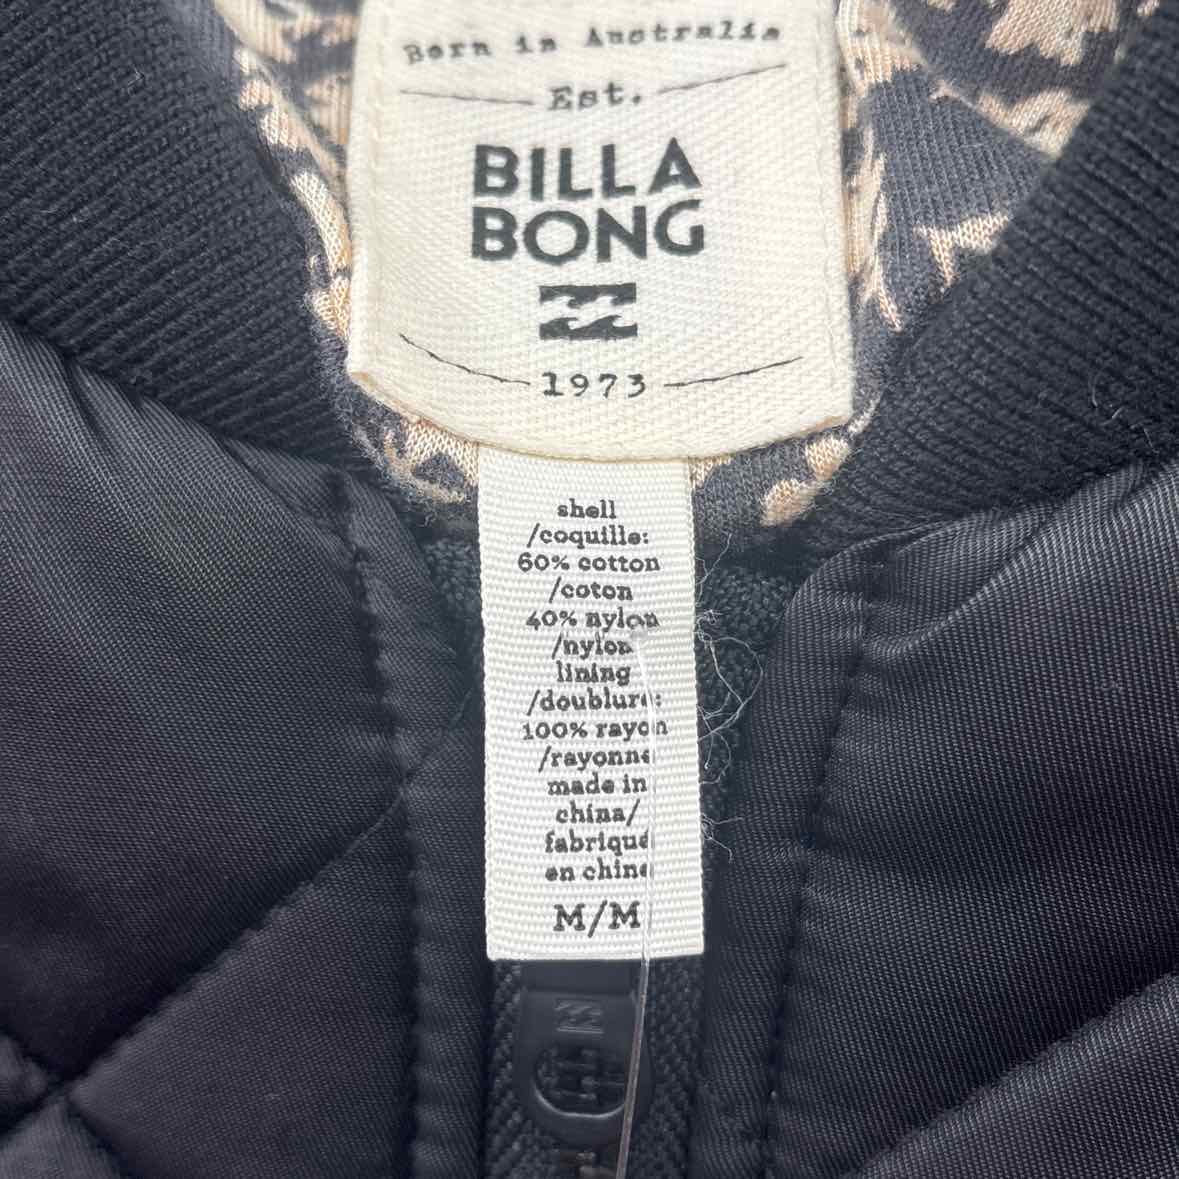 Born in Australia
Est.
BILLA
BONG
1973
shell
/coquille:
60% cotton
/coton
40% nylon
/nylon
lining
/doublure:
100% rayon
/rayonne
made in
china/
fabriqué
en chine
M/M